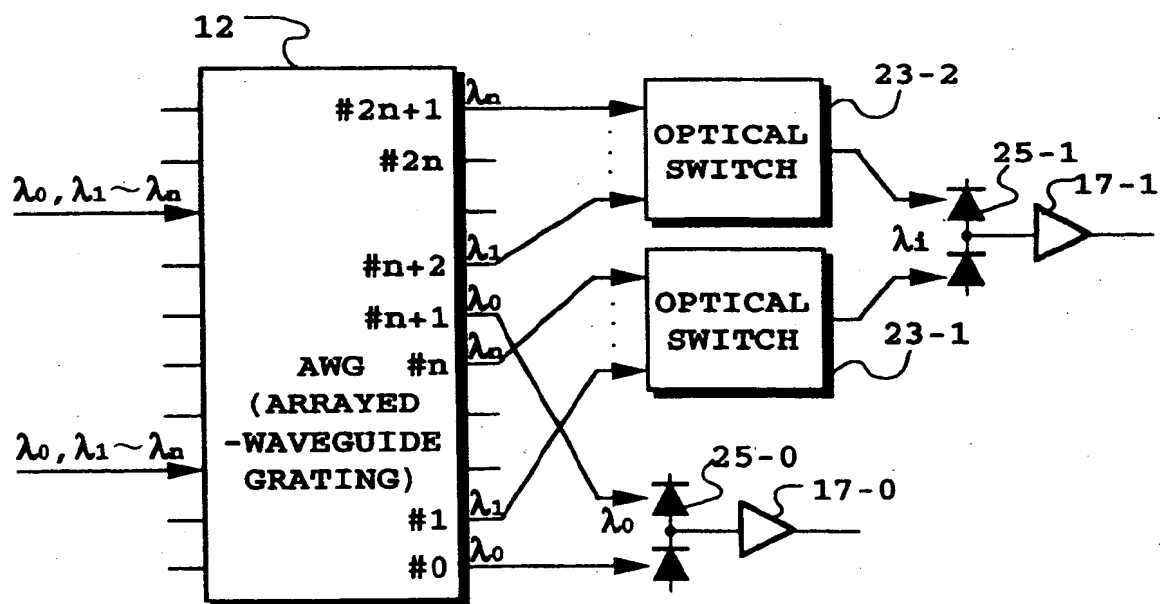 12
#2n+1
λn
23-2
OPTICAL
SWITCH
#2n
25-1
17-1
λ0, λ1～λn
#n+2
λ1
λi
#n+1
λ0
OPTICAL
SWITCH
#n
λn
23-1
AWG
(ARRAYED
-WAVEGUIDE
GRATING)
λ0, λ1～λn
25-0
17-0
#1
λ1
λ0
#0
λ0